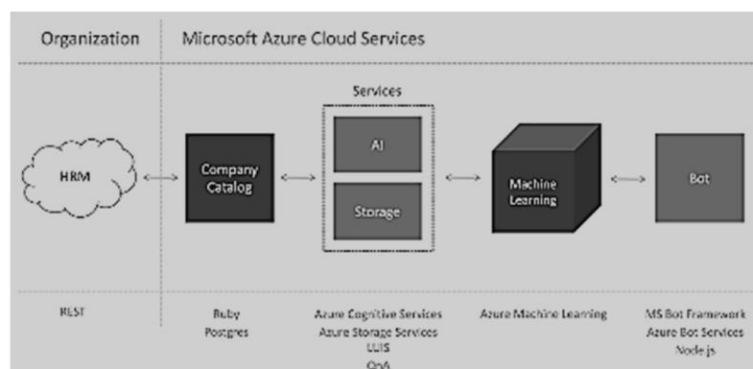 Organization
Microsoft Azure Cloud Services
Services
HRM
Company
Catalog
AI
Storage
Machine
Learning
Bot
REST
Ruby
Postgres
Azure Cognitive Services
Azure Storage Services
LUIS
QnA
Azure Machine Learning
MS Bot Framework
Azure Bot Services
Node.js